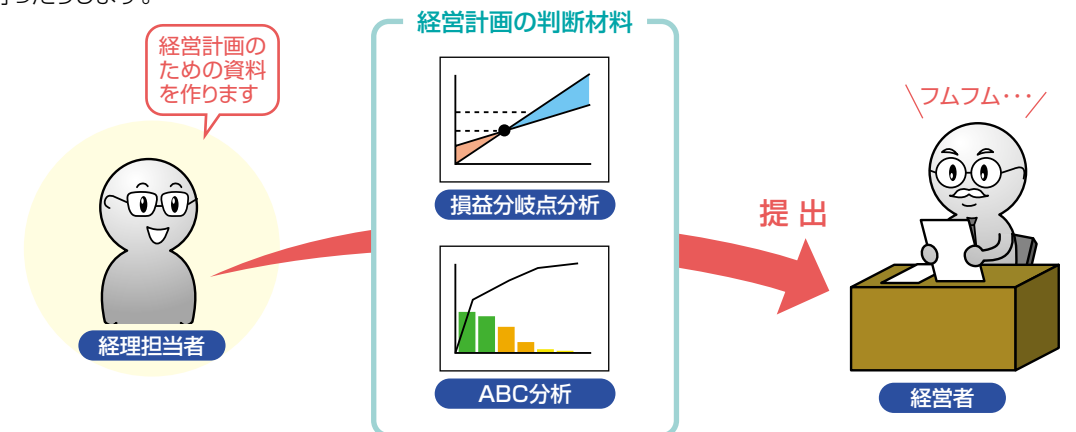 経営計画の
ための資料
を作ります
経理担当者
経営計画の判断材料
損益分岐点分析
ABC分析
提出
フムフム・・・
経営者